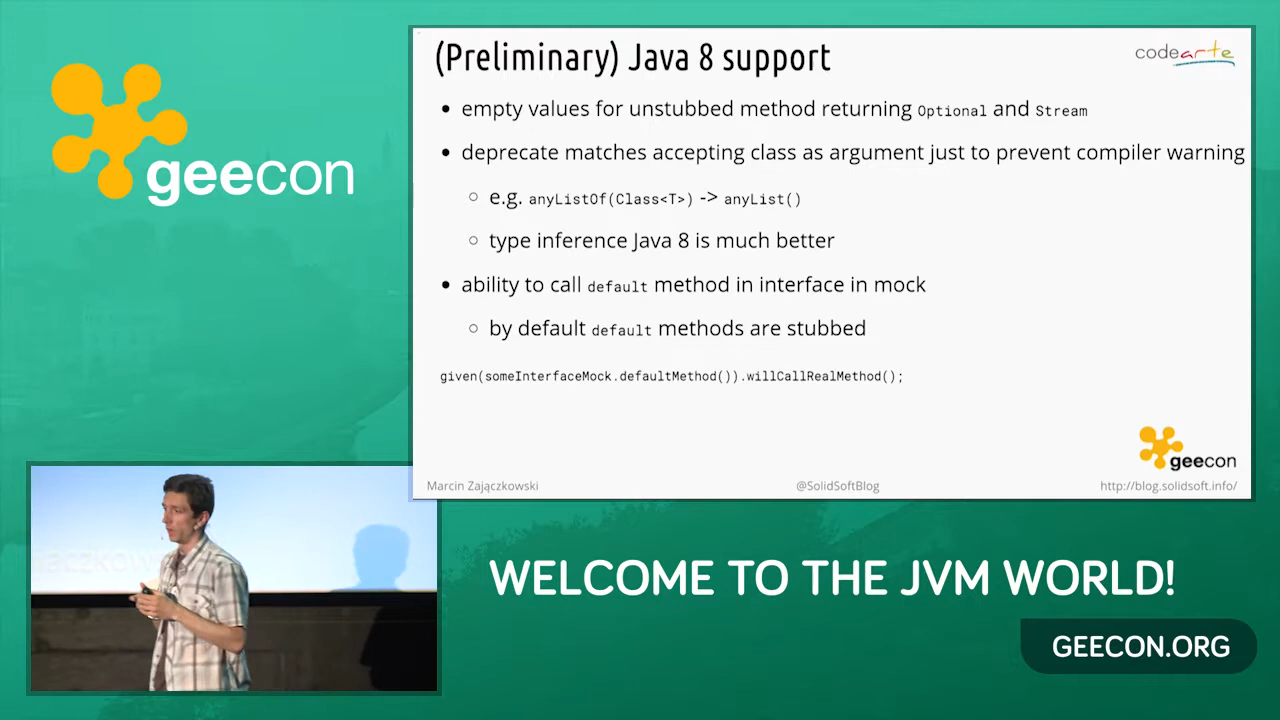 geecon
(Preliminary) Java 8 support
codearte
• empty values for unstubbed method returning Optional and Stream
• deprecate matches accepting class as argument just to prevent compiler warning
○ e.g. anyListOf(Class<T>) -> anyList()
○ type inference Java 8 is much better
• ability to call default method in interface in mock
○ by default default methods are stubbed
given(someInterfaceMock.defaultMethod()).willCallRealMethod();
geecon
Marcin Zajączkowski
@SolidSoftBlog
http://blog.solidsoft.info/
WELCOME TO THE JVM WORLD!
GEECON.ORG